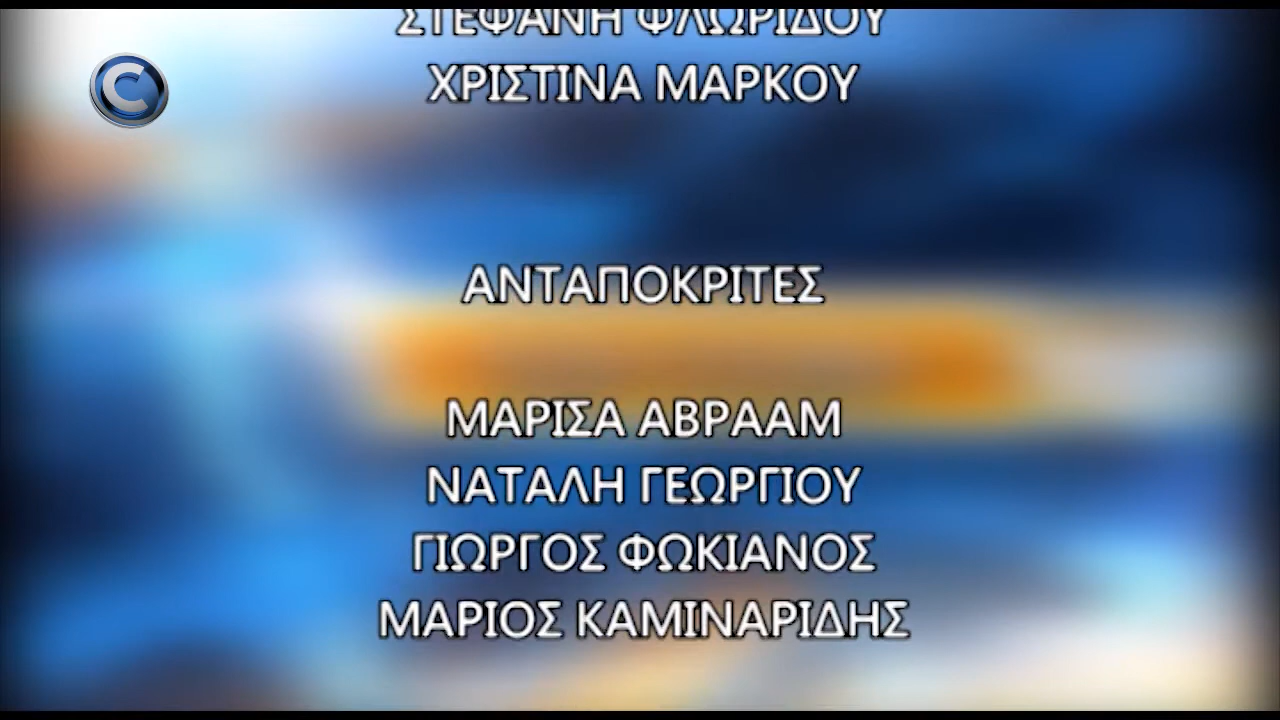 ΣΤΕΦΑΝΗ ΦΛΩΡΙΔΟΥ
ΧΡΙΣΤΙΝΑ ΜΑΡΚΟΥ
ΑΝΤΑΠΟΚΡΙΤΕΣ
ΜΑΡΙΣΑ ΑΒΡΑΑΜ
ΝΑΤΑΛΗ ΓΕΩΡΓΙΟΥ
ΓΙΩΡΓΟΣ ΦΩΚΙΑΝΟΣ
ΜΑΡΙΟΣ ΚΑΜΙΝΑΡΙΔΗΣ
C